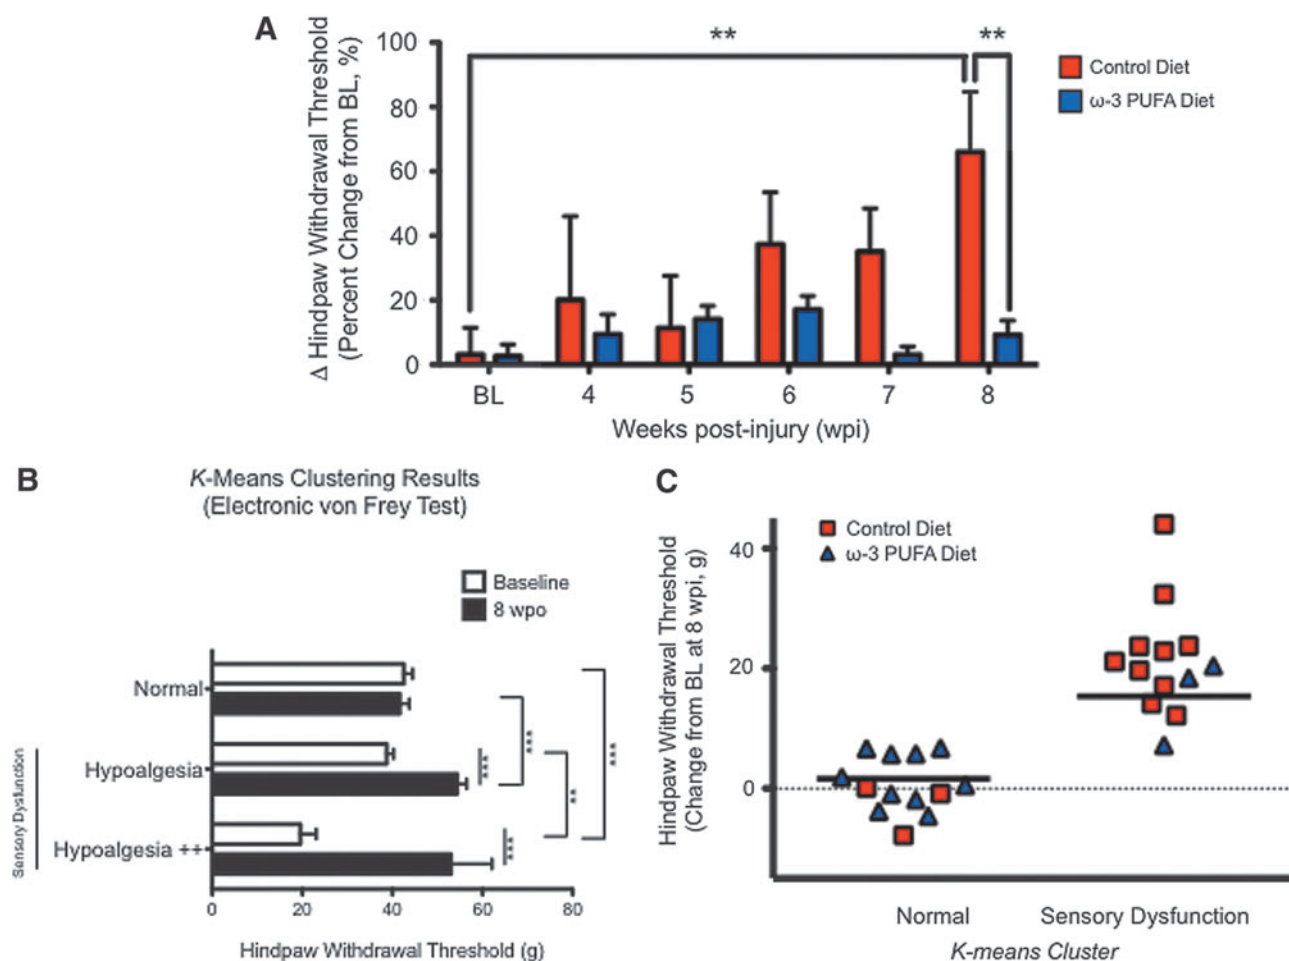 A
Δ Hindpaw Withdrawal Threshold
(Percent Change from BL, %)
100
80
60
40
20
0
**
**
Control Diet
ω-3 PUFA Diet
BL
4
5
6
7
8
Weeks post-injury (wpi)
B
K-Means Clustering Results
(Electronic von Frey Test)
Baseline
8 wpo
Sensory Dysfunction
Normal
Hypoalgesia
Hypoalgesia ++
***
***
***
**
***
0
20
40
60
80
Hindpaw Withdrawal Threshold (g)
C
Hindpaw Withdrawal Threshold
(Change from BL at 8 wpi, g)
Control Diet
ω-3 PUFA Diet
40
20
0
Normal
Sensory Dysfunction
K-means Cluster